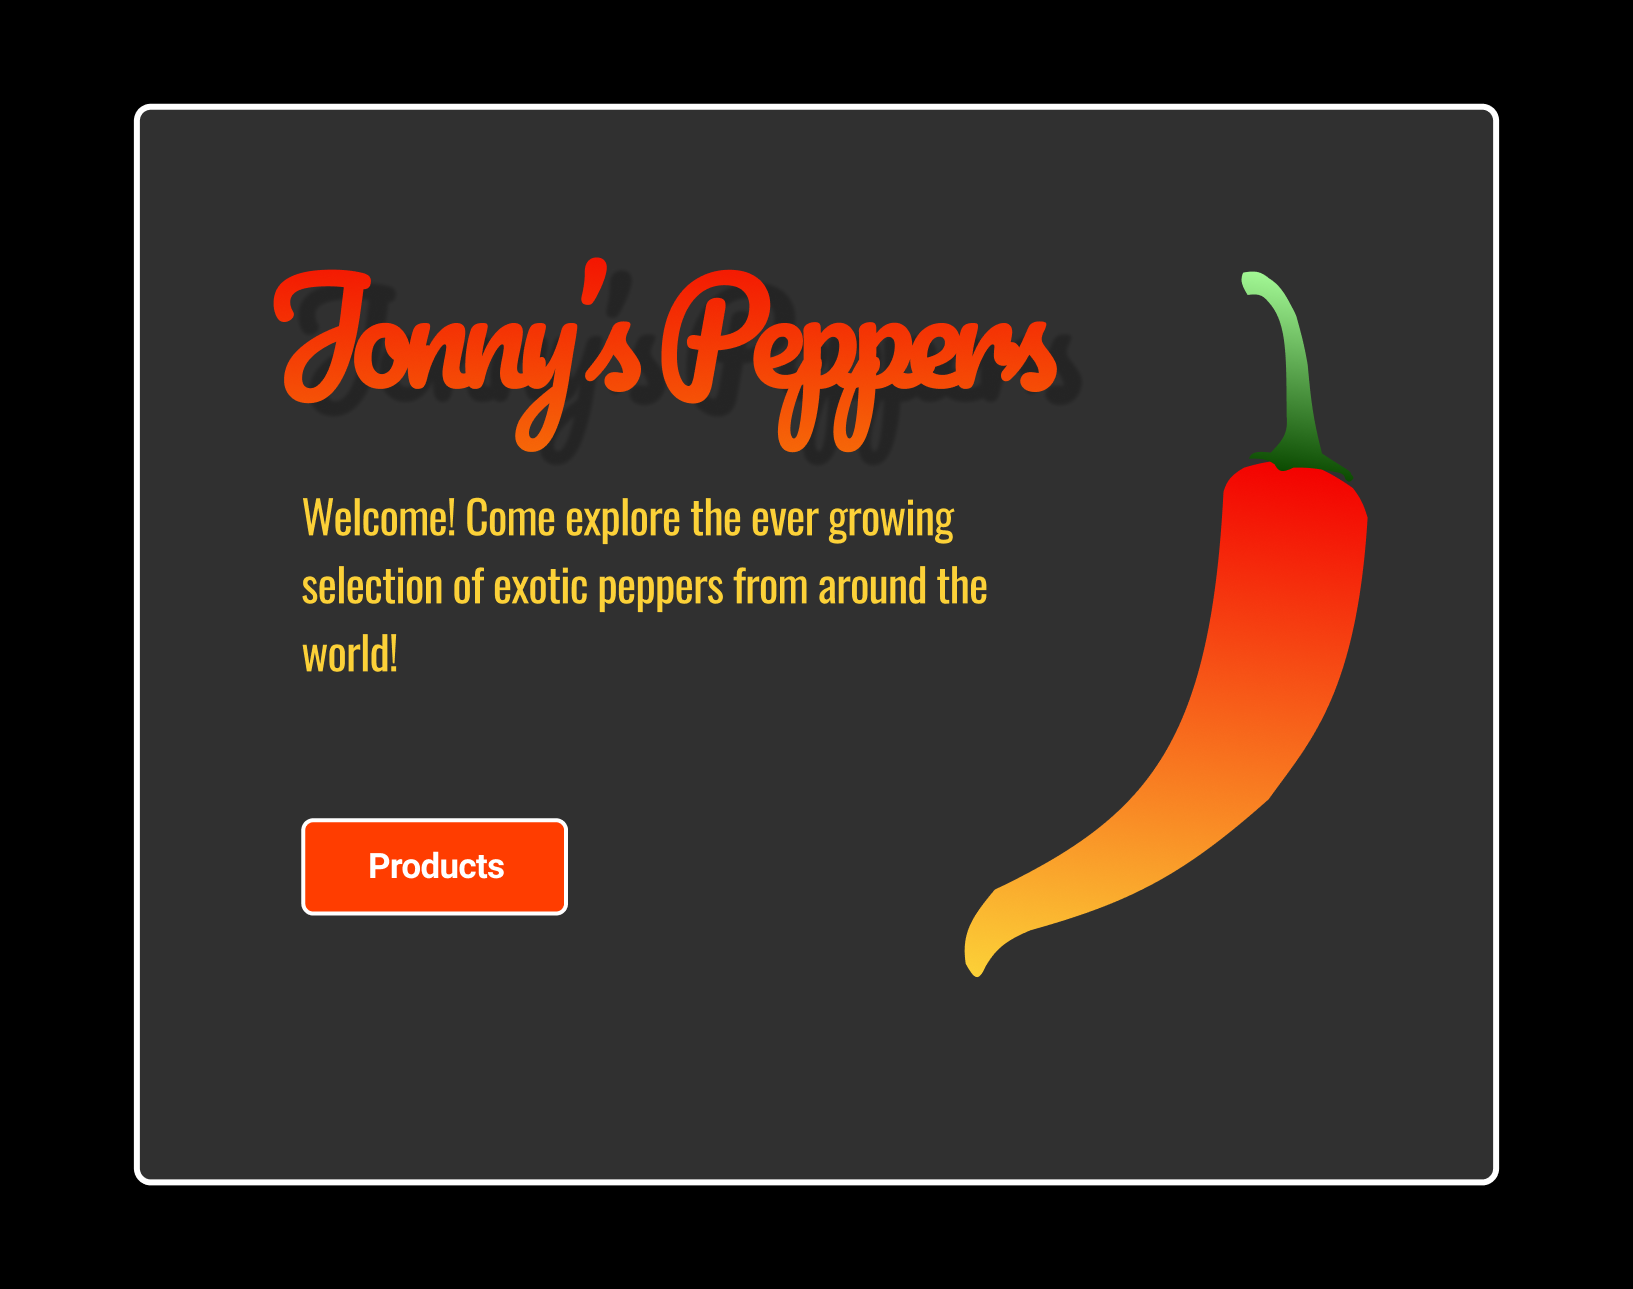 Jonny's Peppers
Welcome! Come explore the ever growing
selection of exotic peppers from around the
world!
Products